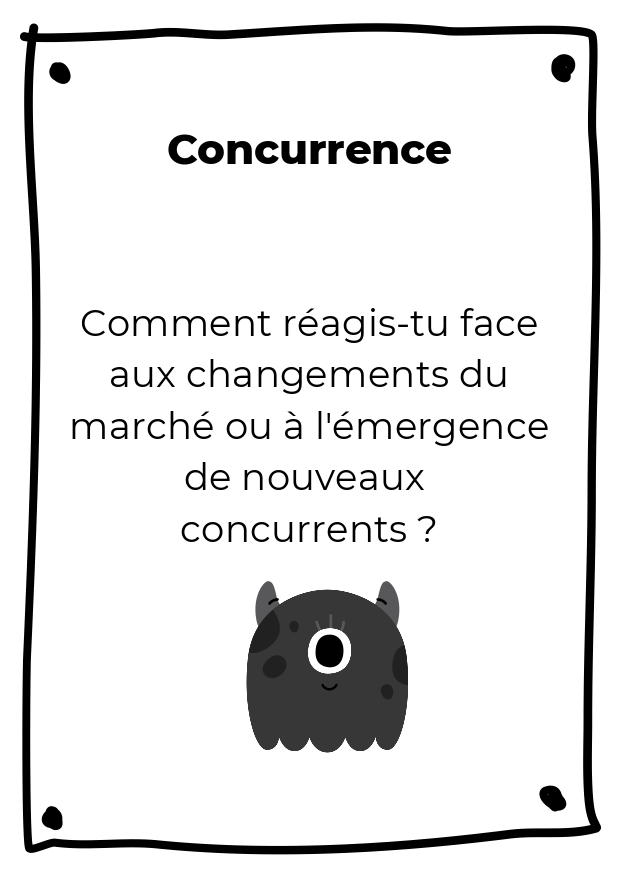 Concurrence
Comment réagis-tu face
aux changements du
marché ou à l'émergence
de nouveaux
concurrents ?